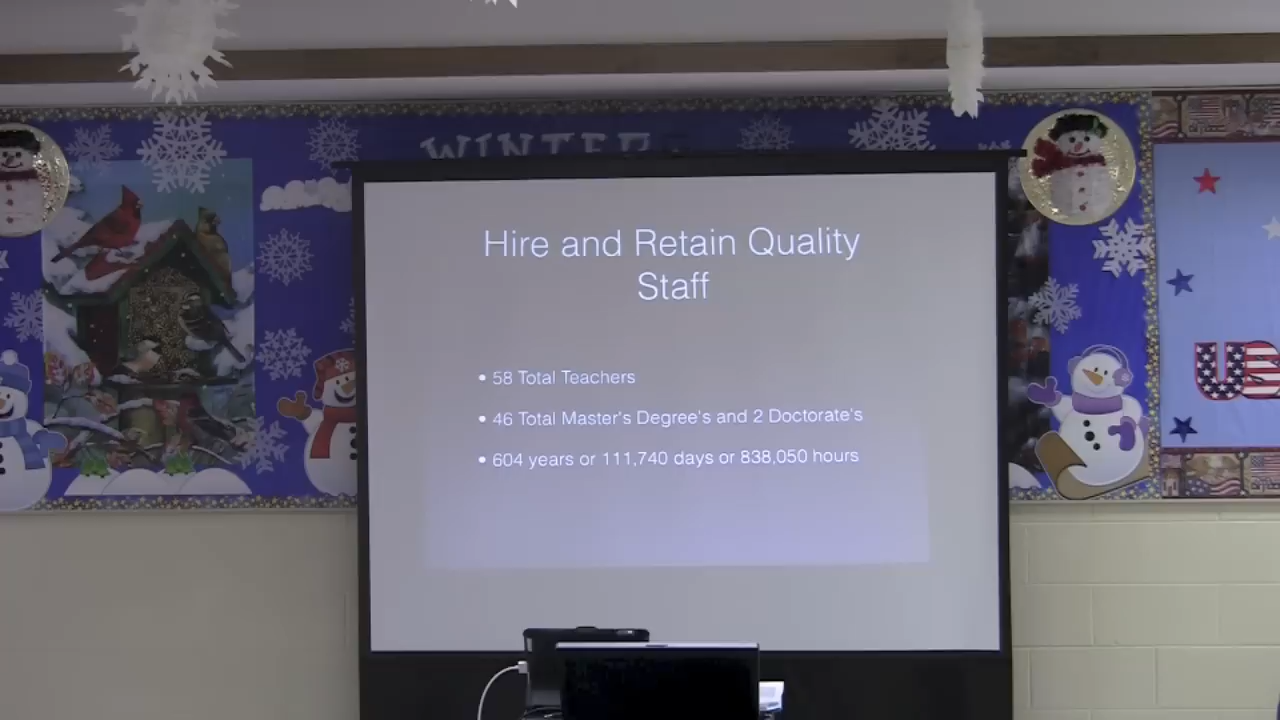 WINTER
Hire and Retain Quality
Staff
• 58 Total Teachers
• 46 Total Master's Degree's and 2 Doctorate's
• 604 years or 111,740 days or 838,050 hours